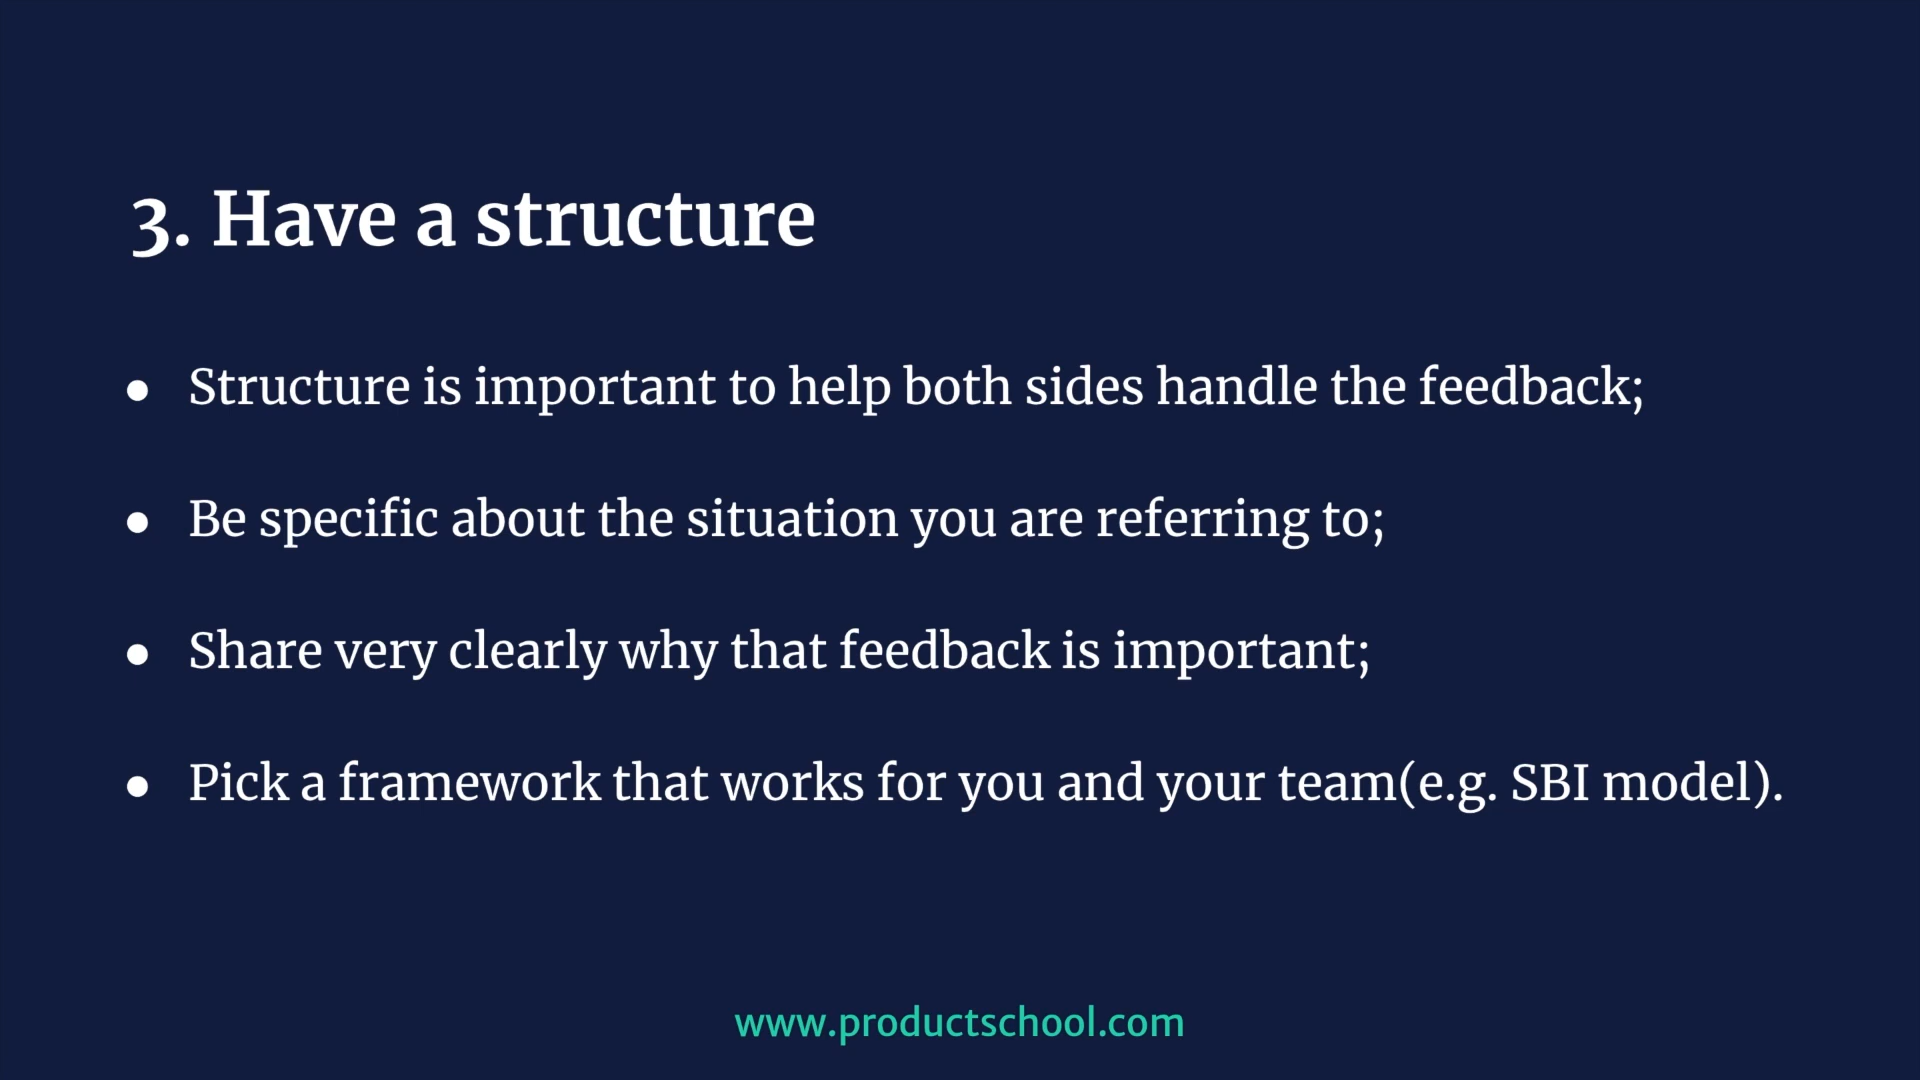 3. Have a structure
● Structure is important to help both sides handle the feedback;
● Be specific about the situation you are referring to;
● Share very clearly why that feedback is important;
● Pick a framework that works for you and your team(e.g. SBI model).
www.productschool.com